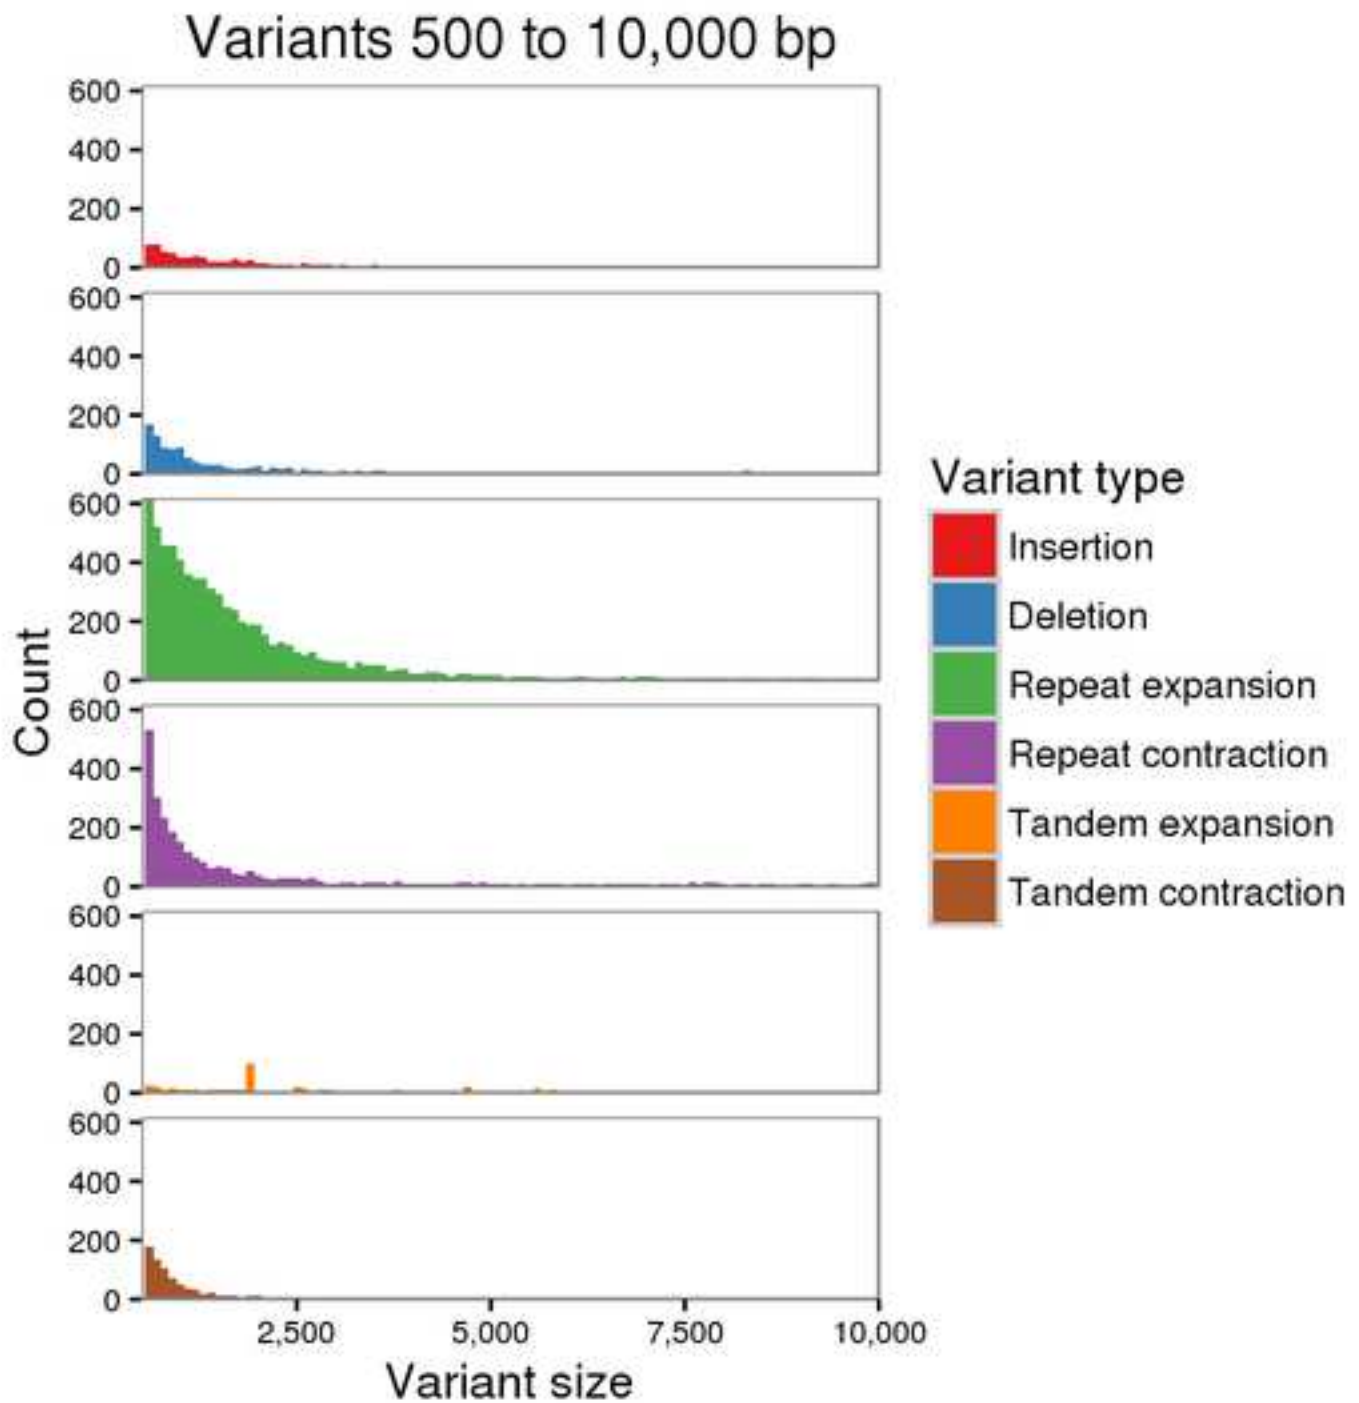 Variants 500 to 10,000 bp
600
400
200
0
600
400
200
0
600
400
200
0
600
400
200
0
600
400
200
0
600
400
200
0
Count
2,500 5,000 7,500 10,000
Variant size
Variant type
Insertion
Deletion
Repeat expansion
Repeat contraction
Tandem expansion
Tandem contraction